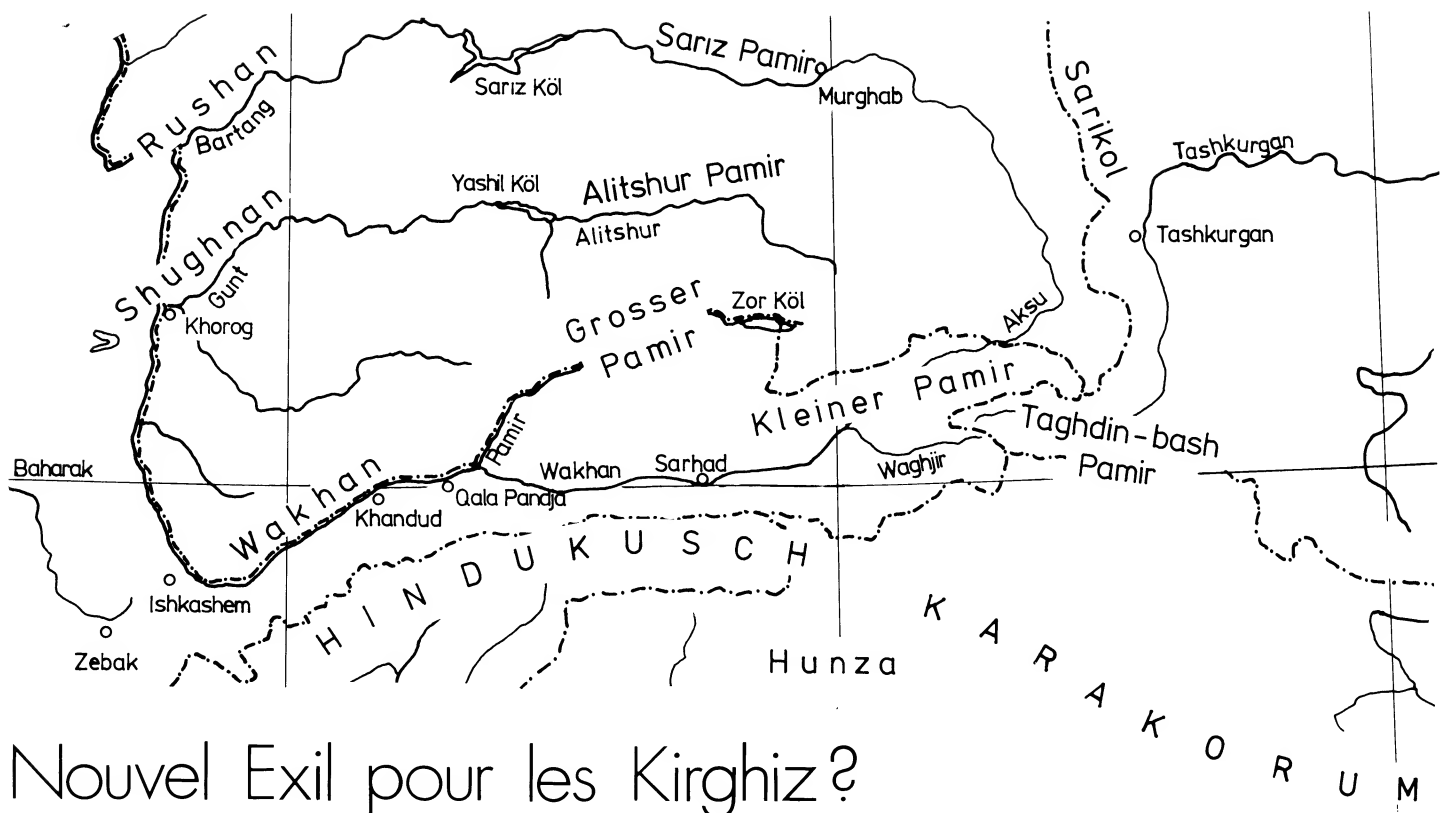 Sarız Pamir
Rushan
Sarız Köl
Murghab
Sarikol
Bartang
Tashkurgan
Yashil Köl
Alitshur Pamir
Alitshur
Tashkurgan
Shughnan
Gunt
Khorog
Grosser
Pamir
Zor Köl
Aksu
Kleiner Pamir
Taghdin-bash
Pamir
Pamir
Baharak
Wakhan
Wakhan
Sarhad
Waghjir
Khandud
Qala Pandja
HINDUKUSCH
Ishkashem
Zebak
Hunza
KARAKORUM
Nouvel Exil pour les Kirghiz?